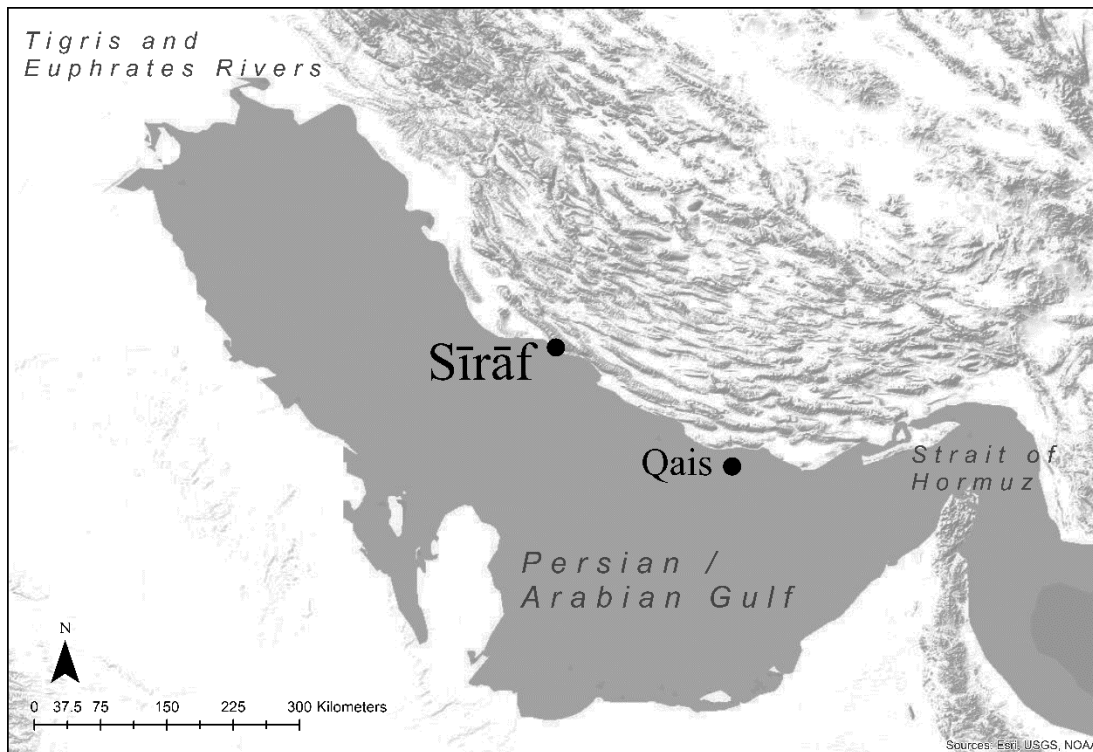 Tigris and
Euphrates Rivers
Sīrāf
Qais
Strait of
Hormuz
Persian /
Arabian Gulf
N
0 37.5 75 150 225 300 Kilometers
Sources: Esri, USGS, NOAA